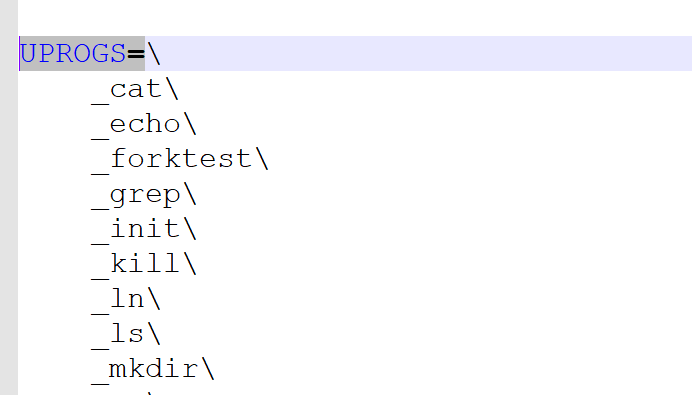 UPROGS=\
_cat\
_echo\
_forktest\
_grep\
_init\
_kill\
_ln\
_ls\
_mkdir\